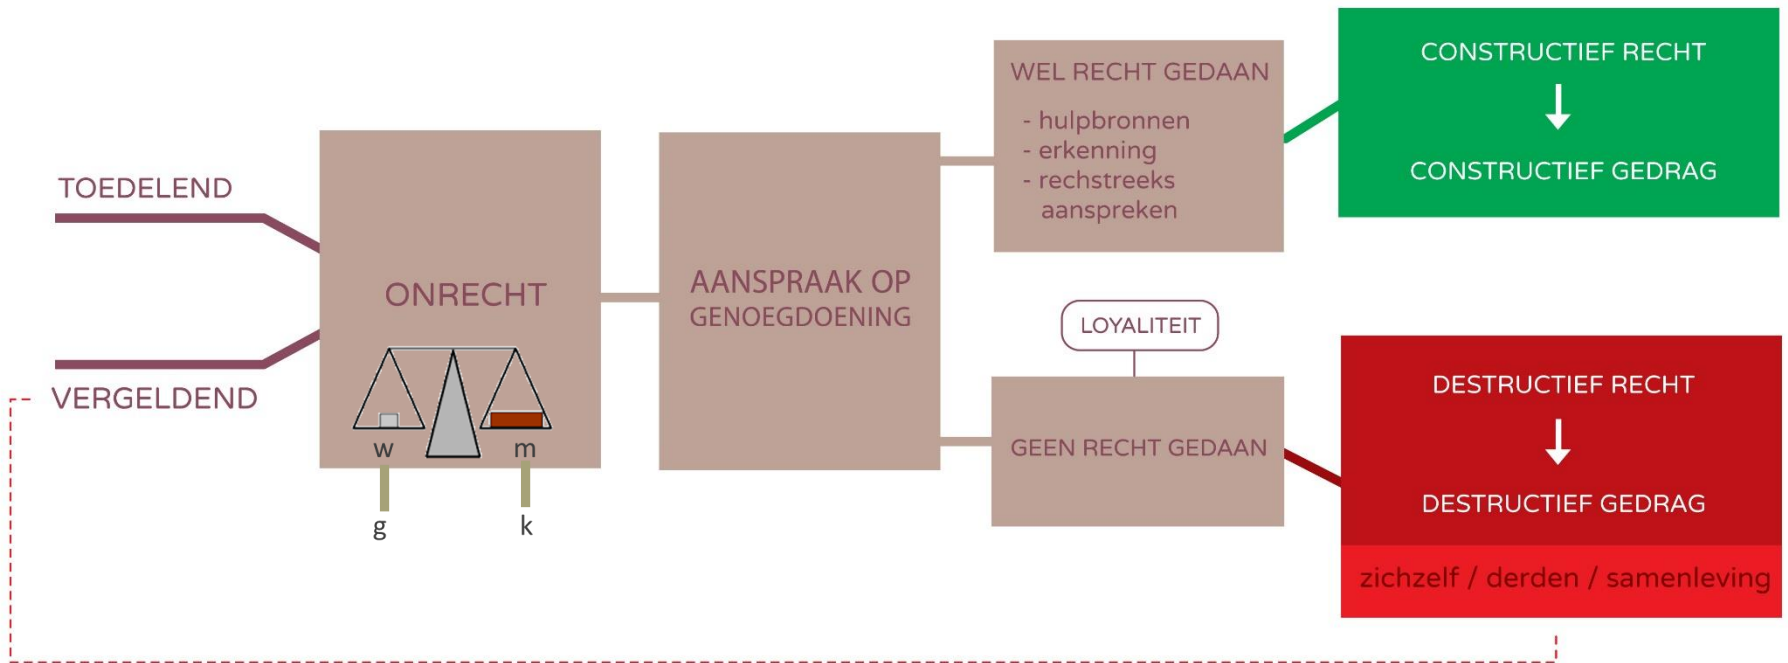 TOEDELEND
VERGELDEND
ONRECHT
w m
g k
AANSPRAAK OP
GENOEGDOENING
WEL RECHT GEDAAN
- hulpbronnen
- erkenning
- rechstreeks
aanspreken
CONSTRUCTIEF RECHT
CONSTRUCTIEF GEDRAG
LOYALITEIT
GEEN RECHT GEDAAN
DESTRUCTIEF RECHT
DESTRUCTIEF GEDRAG
zichzelf / derden / samenleving